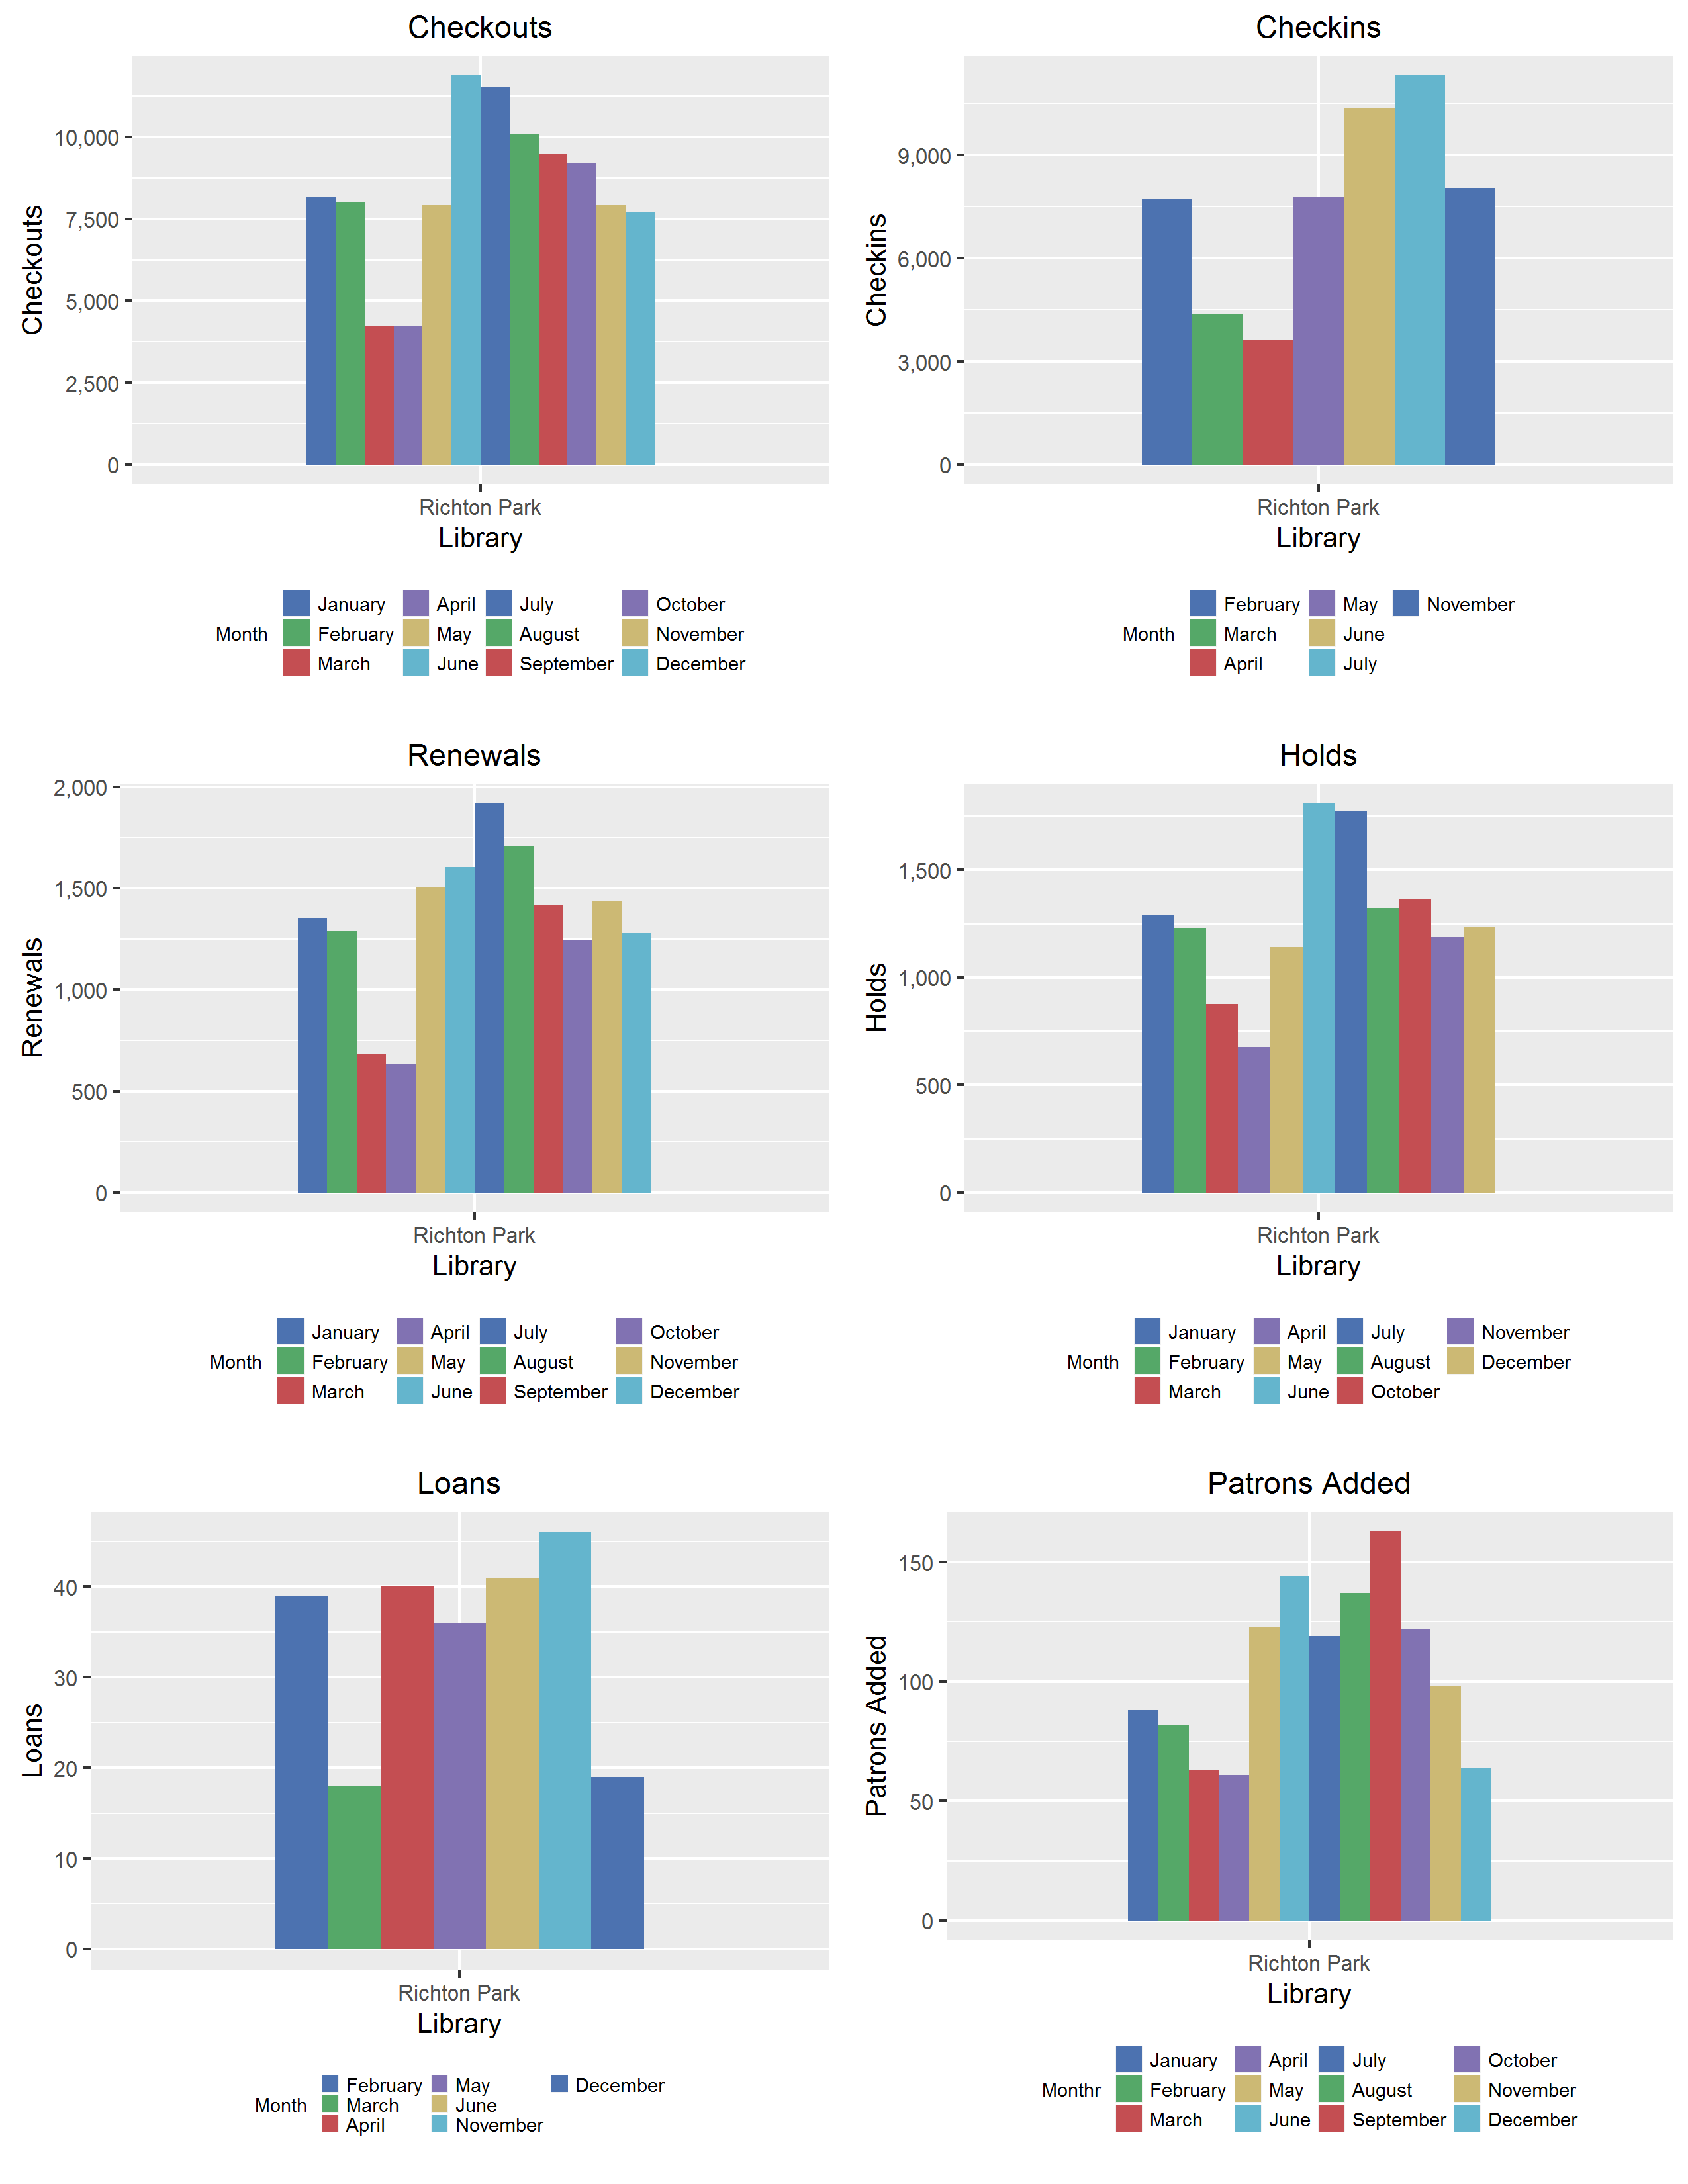 Checkouts
Checkouts
10,000
7,500
5,000
2,500
0
Richton Park
Library
Month
January
April
July
October
February
May
August
November
March
June
September
December
Checkins
Checkins
9,000
6,000
3,000
0
Richton Park
Library
Month
February
May
November
March
June
April
July
Renewals
Renewals
2,000
1,500
1,000
500
0
Richton Park
Library
Month
January
April
July
October
February
May
August
November
March
June
September
December
Holds
Holds
1,500
1,000
500
0
Richton Park
Library
Month
January
April
July
November
February
May
August
December
March
June
October
Loans
Loans
40
30
20
10
0
Richton Park
Library
Month
February
May
December
March
June
April
November
Patrons Added
Patrons Added
150
100
50
0
Richton Park
Library
Monthr
January
April
July
October
February
May
August
November
March
June
September
December